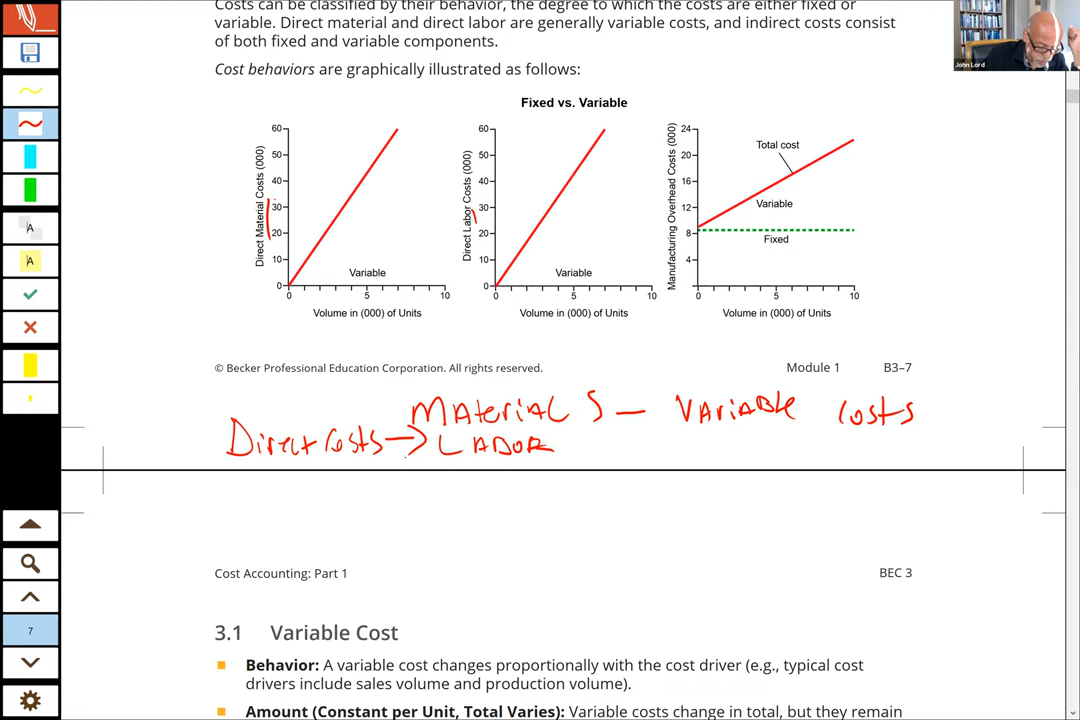 Costs can be classified by their behavior, the degree to which the costs are either fixed or
variable. Direct material and direct labor are generally variable costs, and indirect costs consist
of both fixed and variable components.
Cost behaviors are graphically illustrated as follows:
Fixed vs. Variable
Direct Material Costs (000)
60
50
40
30
20
10
0
Variable
0 5 10
Volume in (000) of Units
Direct Labor Costs (000)
60
50
40
30
20
10
0
Variable
0 5 10
Volume in (000) of Units
Manufacturing Overhead Costs (000)
24
20
16
12
8
4
Total cost
Variable
Fixed
0 5 10
Volume in (000) of Units
© Becker Professional Education Corporation. All rights reserved. Module 1 B3–7
MAteriAL S — VAriABle Costs
Direct Costs → LABOR
Cost Accounting: Part 1 BEC 3
3.1 Variable Cost
Behavior: A variable cost changes proportionally with the cost driver (e.g., typical cost
drivers include sales volume and production volume).
Amount (Constant per Unit, Total Varies): Variable costs change in total, but they remain
A
A
7
John Lord